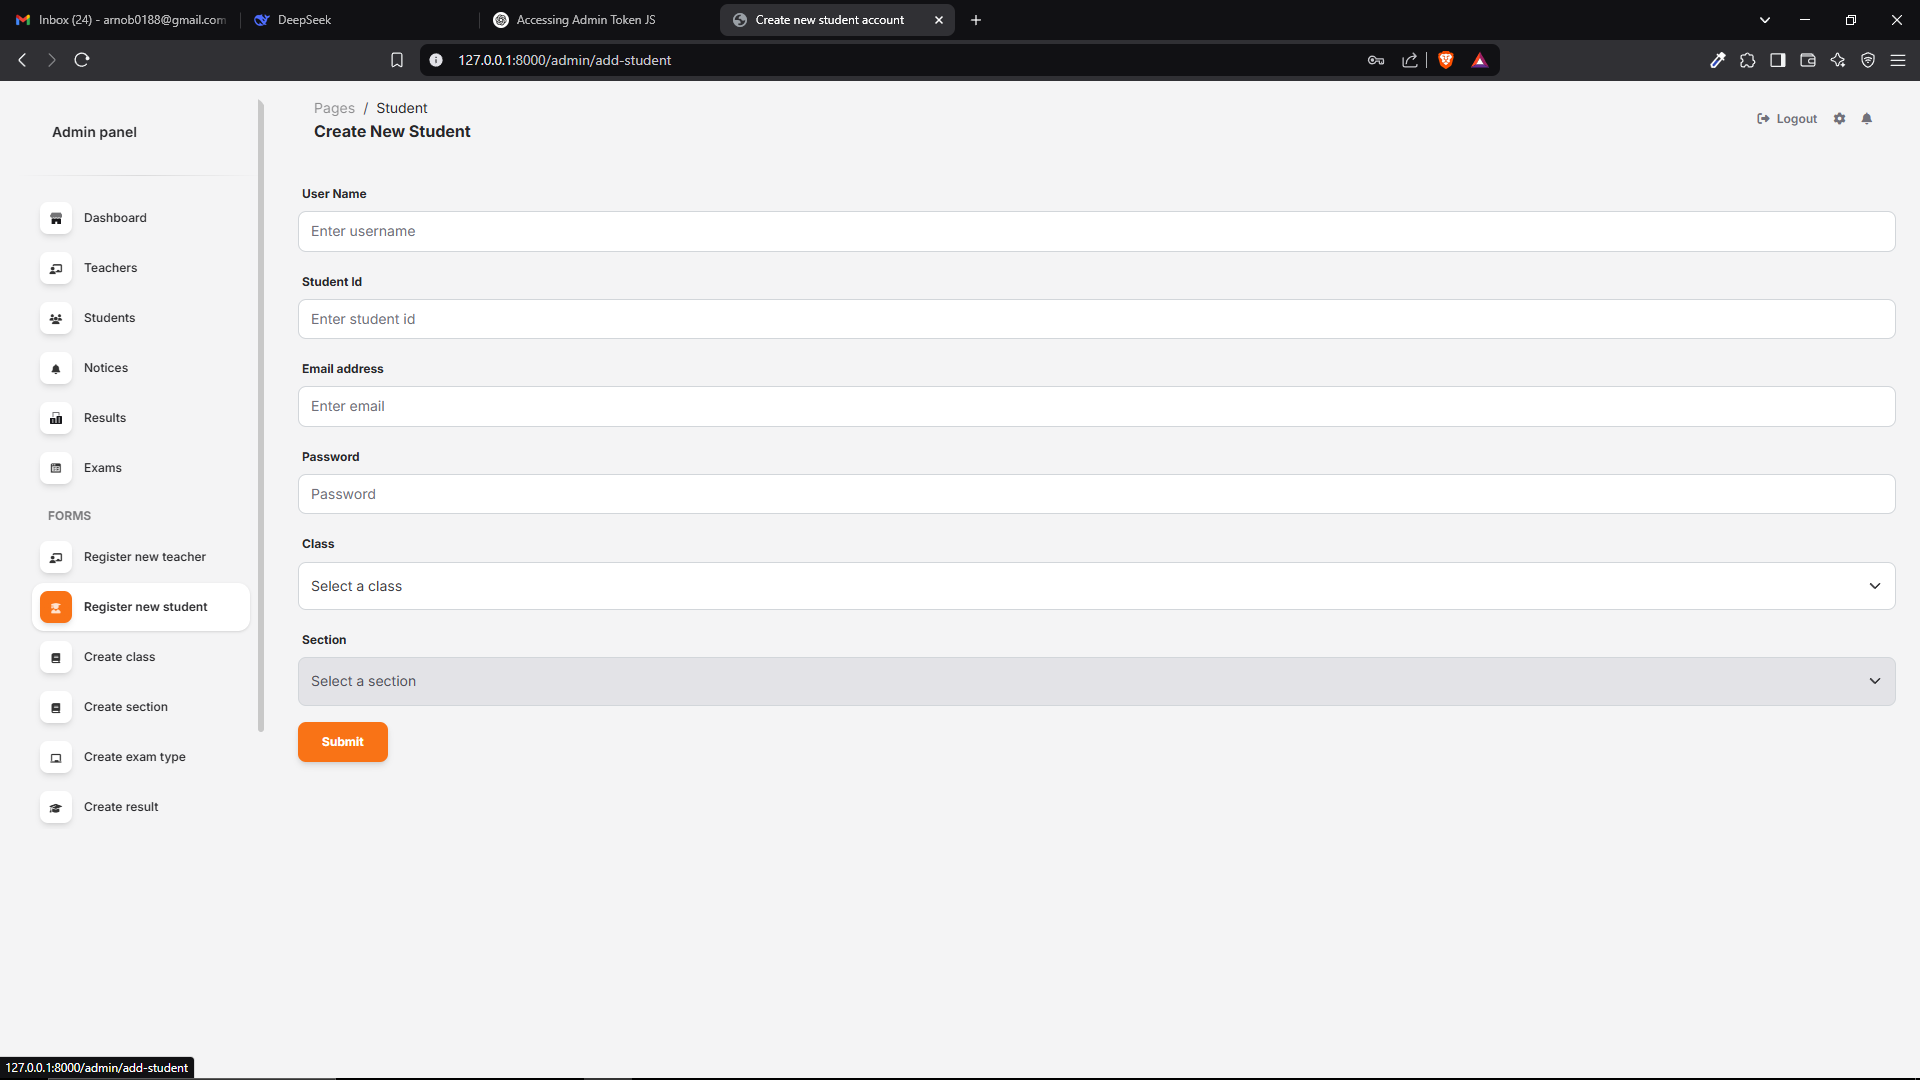 Inbox (24) - arnob0188@gmail.com
DeepSeek
Accessing Admin Token JS
Create new student account
127.0.0.1:8000/admin/add-student
Admin panel
Dashboard
Teachers
Students
Notices
Results
Exams
FORMS
Register new teacher
Register new student
Create class
Create section
Create exam type
Create result
Pages / Student
Create New Student
Logout
User Name
Enter username
Student Id
Enter student id
Email address
Enter email
Password
Password
Class
Select a class
Section
Select a section
Submit
127.0.0.1:8000/admin/add-student